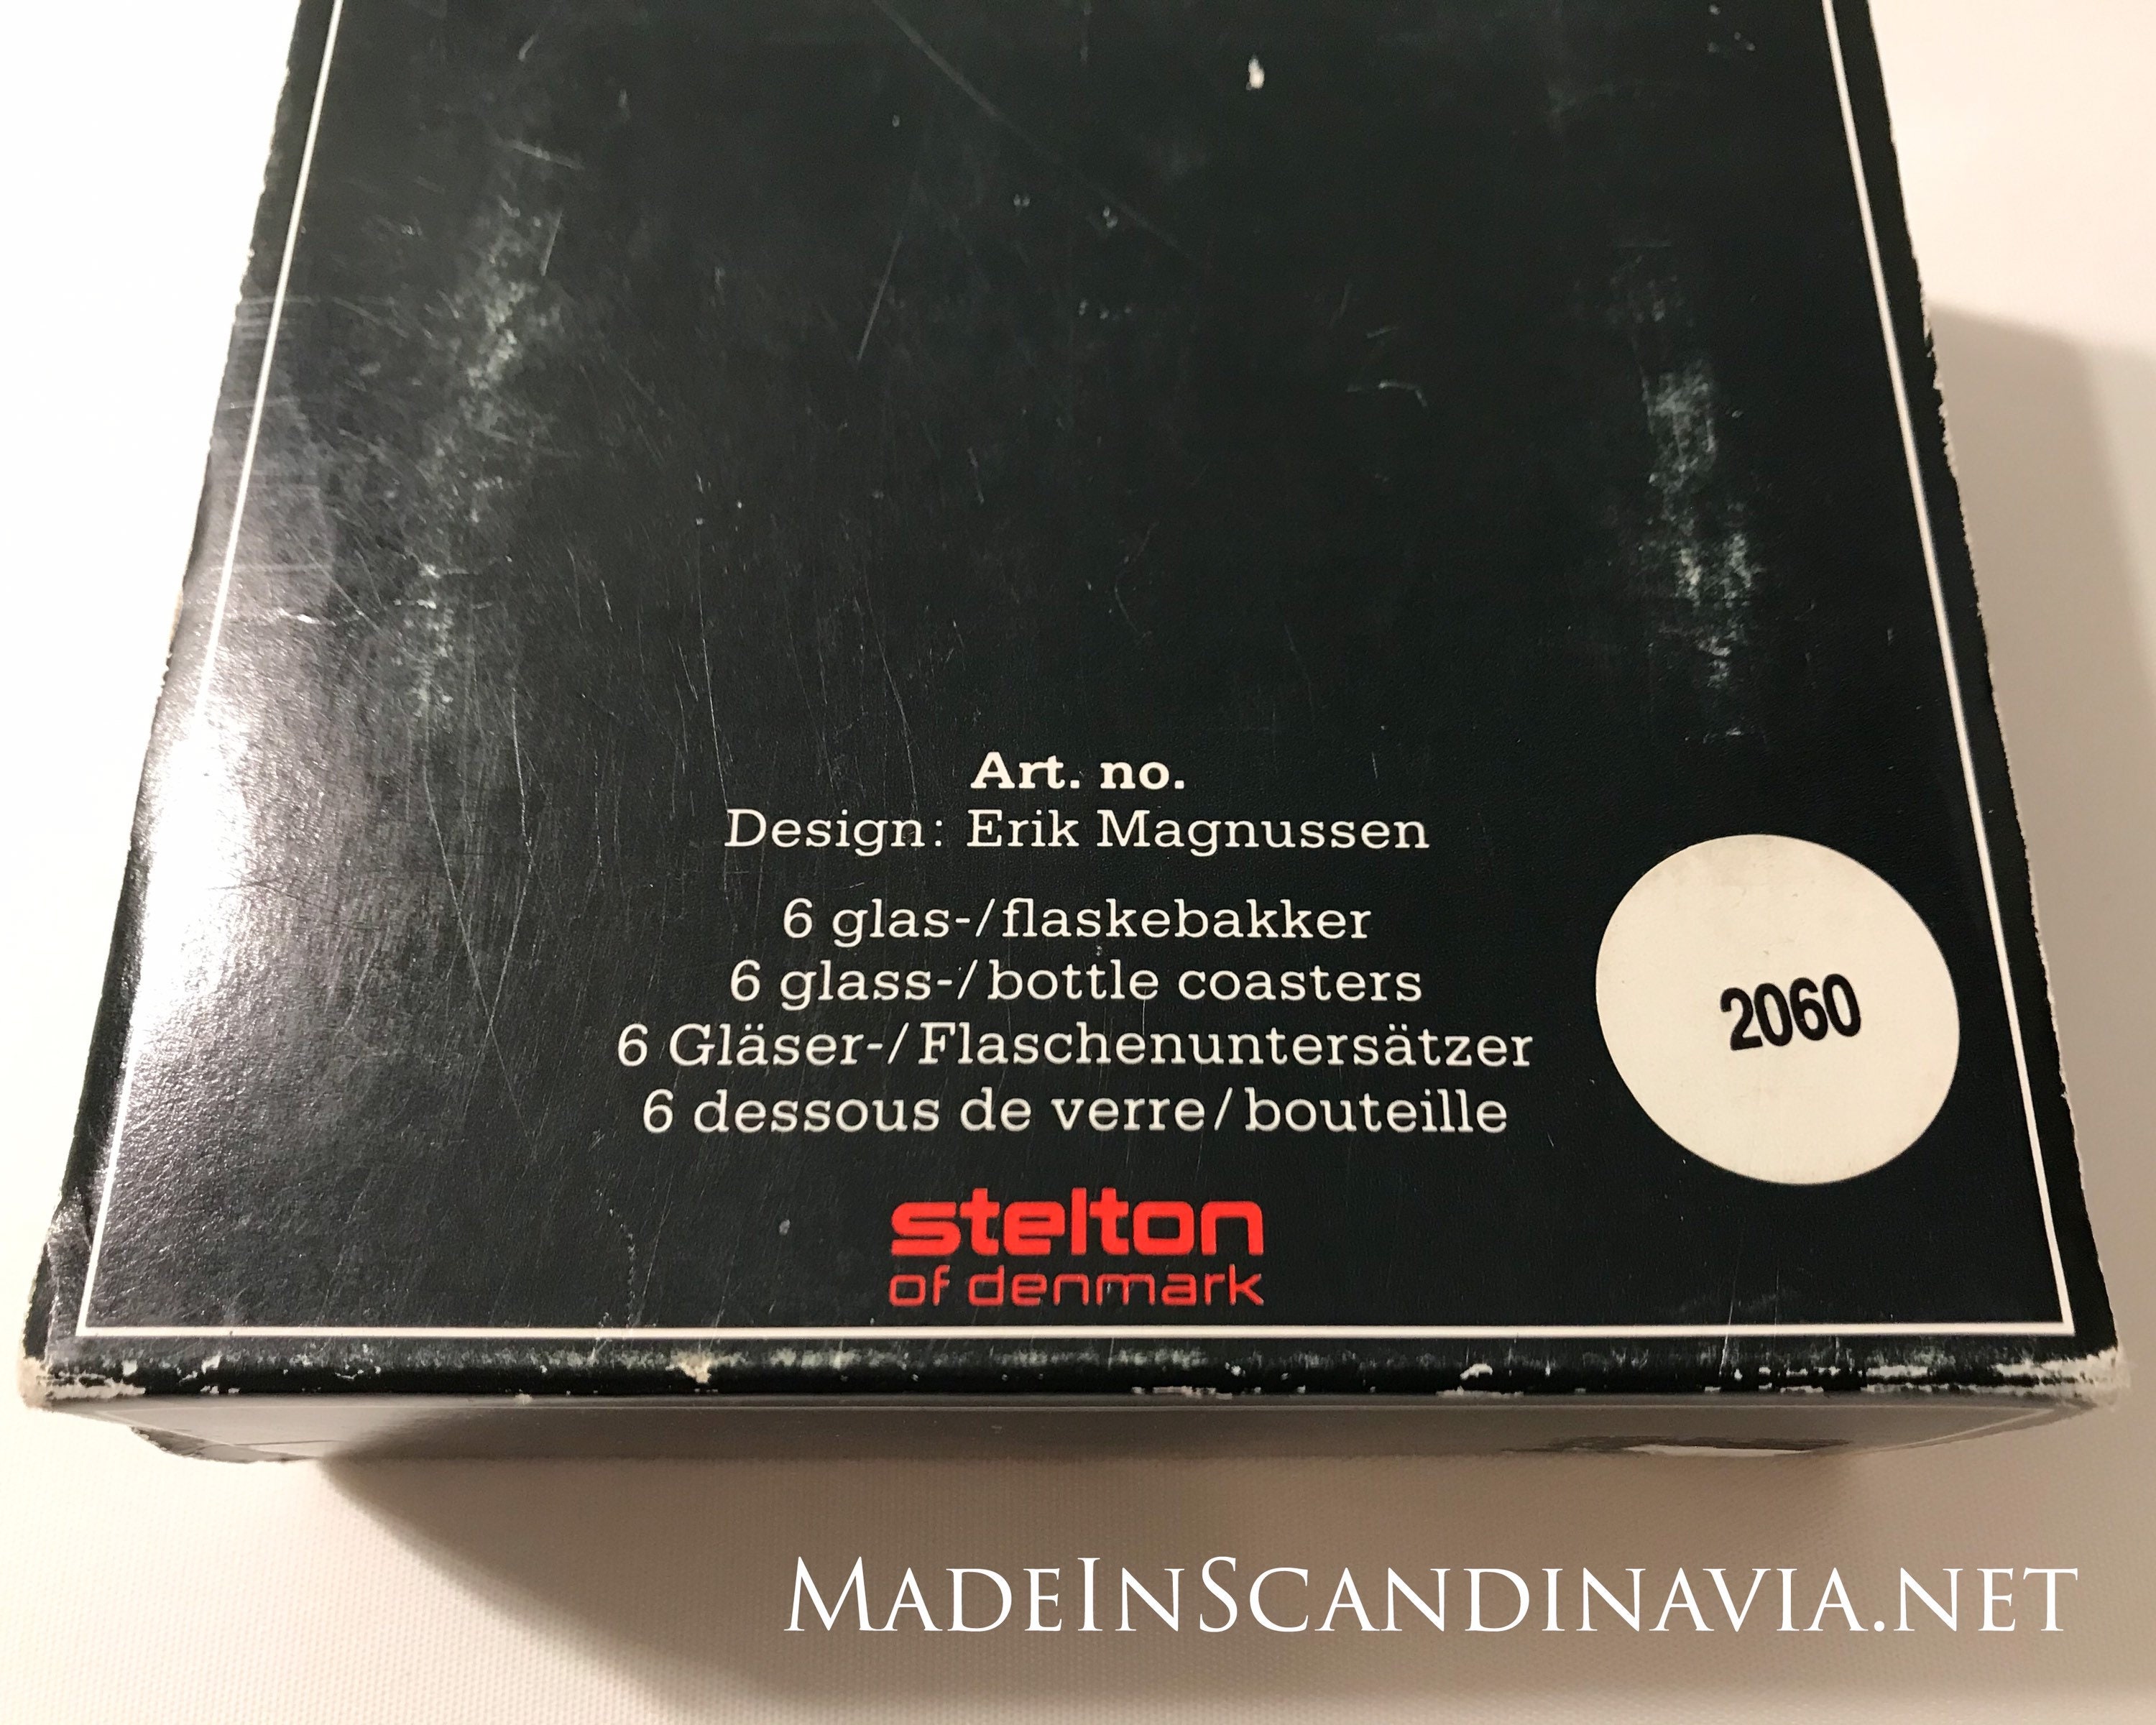 Art. no.
Design: Erik Magnussen
6 glas-/flaskebakker
6 glass-/bottle coasters
6 Gläser-/Flaschenuntersätzer
6 dessous de verre/bouteille
2060
stelton
of denmark
MADEINSCANDINAVIA.NET